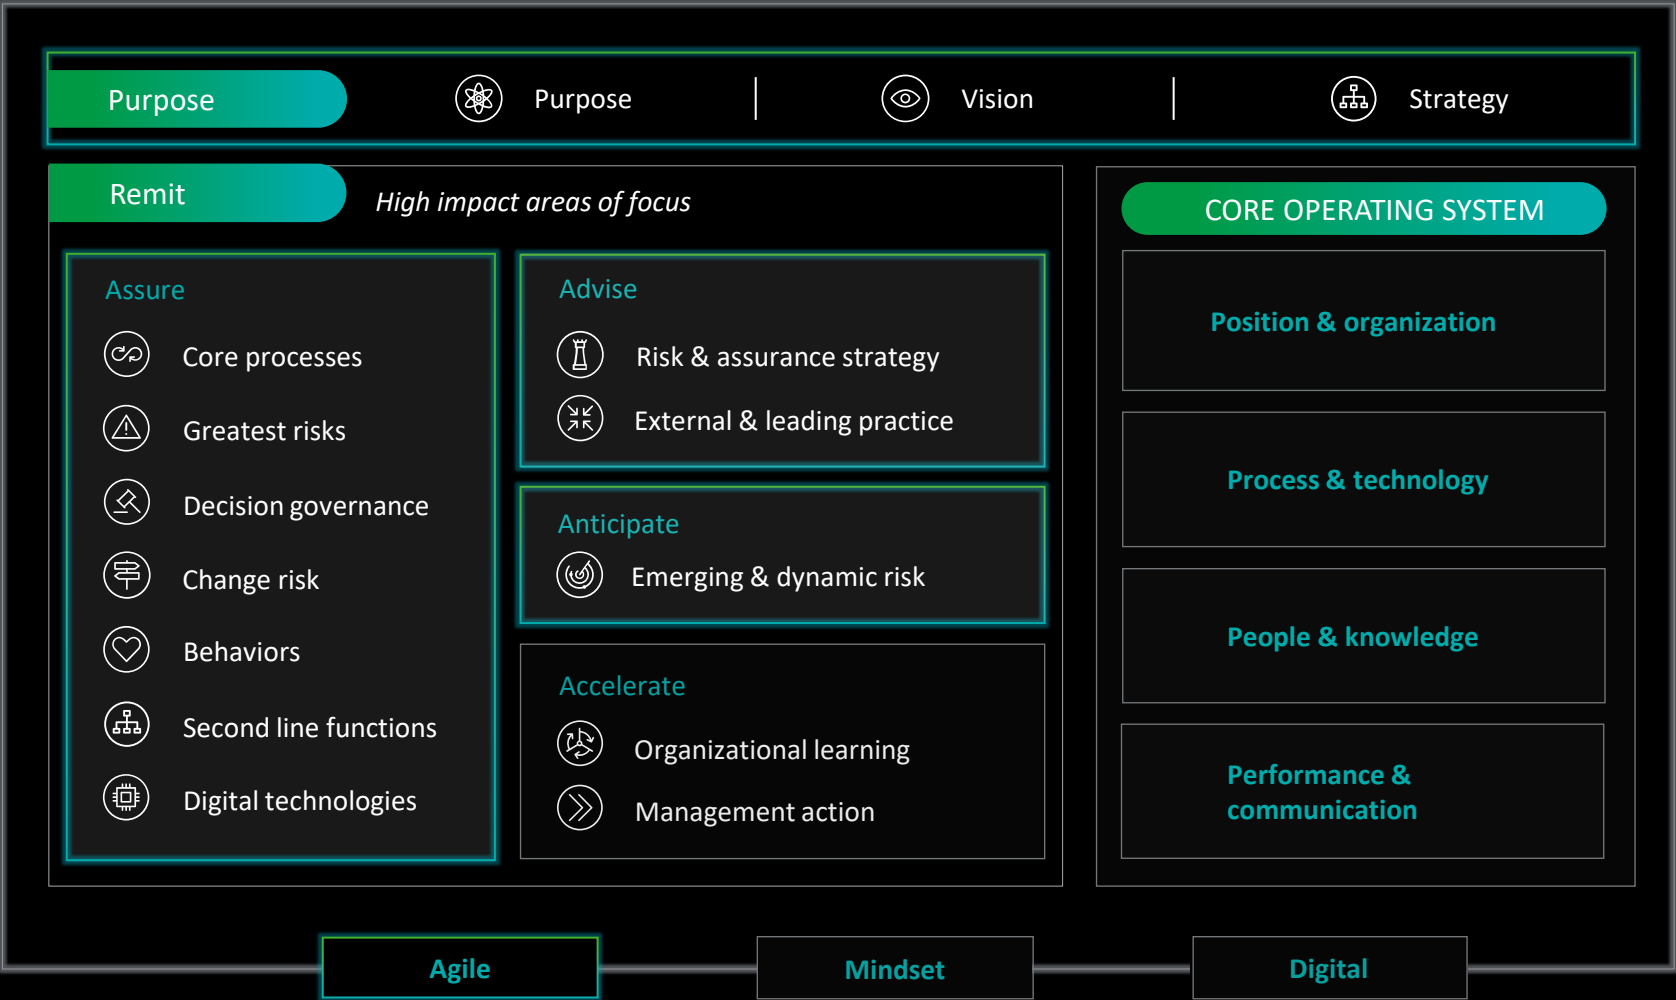 Purpose
Purpose
Vision
Strategy
Remit
High impact areas of focus
Assure
Core processes
Greatest risks
Decision governance
Change risk
Behaviors
Second line functions
Digital technologies
Advise
Risk & assurance strategy
External & leading practice
Anticipate
Emerging & dynamic risk
Accelerate
Organizational learning
Management action
CORE OPERATING SYSTEM
Position & organization
Process & technology
People & knowledge
Performance &
communication
Agile
Mindset
Digital